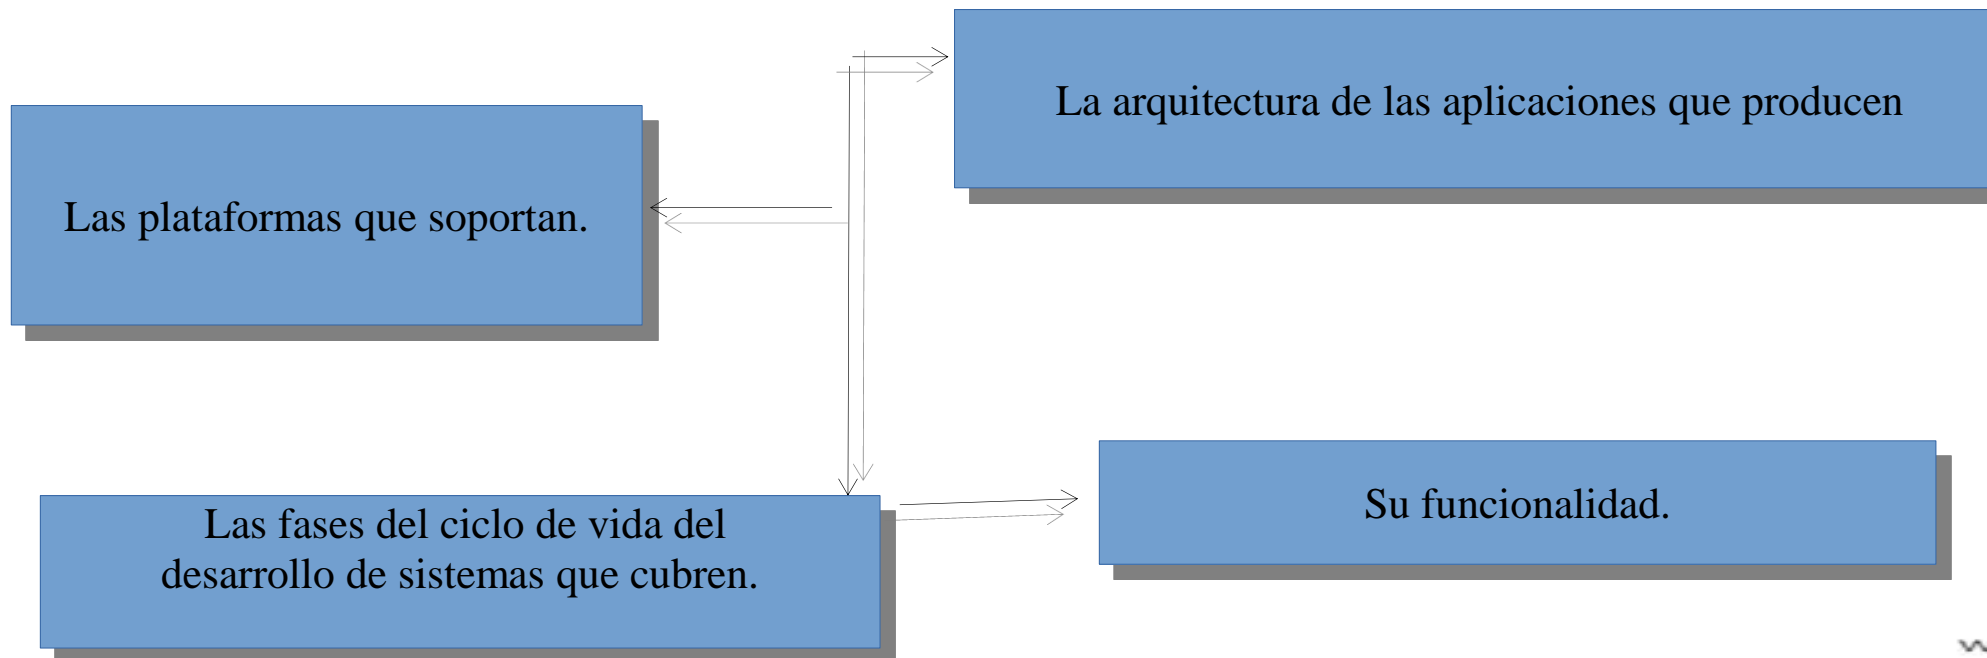 La arquitectura de las aplicaciones que producen
Las plataformas que soportan.
Las fases del ciclo de vida del
desarrollo de sistemas que cubren.
Su funcionalidad.